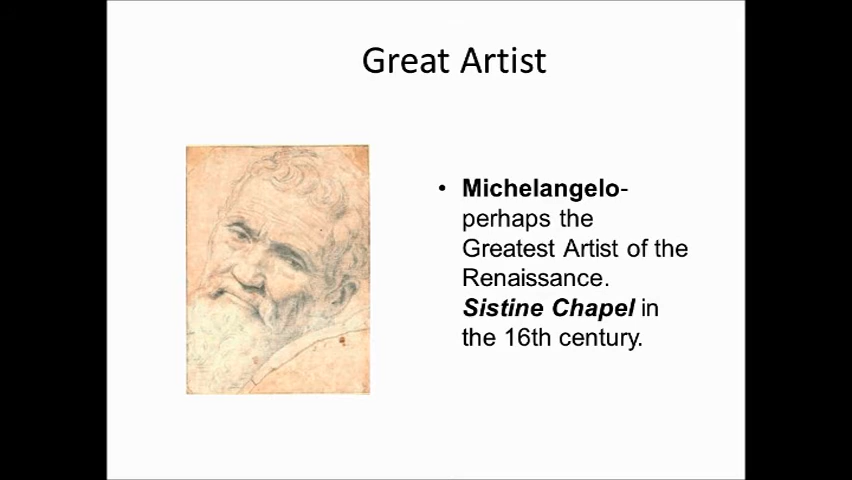 Great Artist
• Michelangelo-
perhaps the
Greatest Artist of the
Renaissance.
Sistine Chapel in
the 16th century.